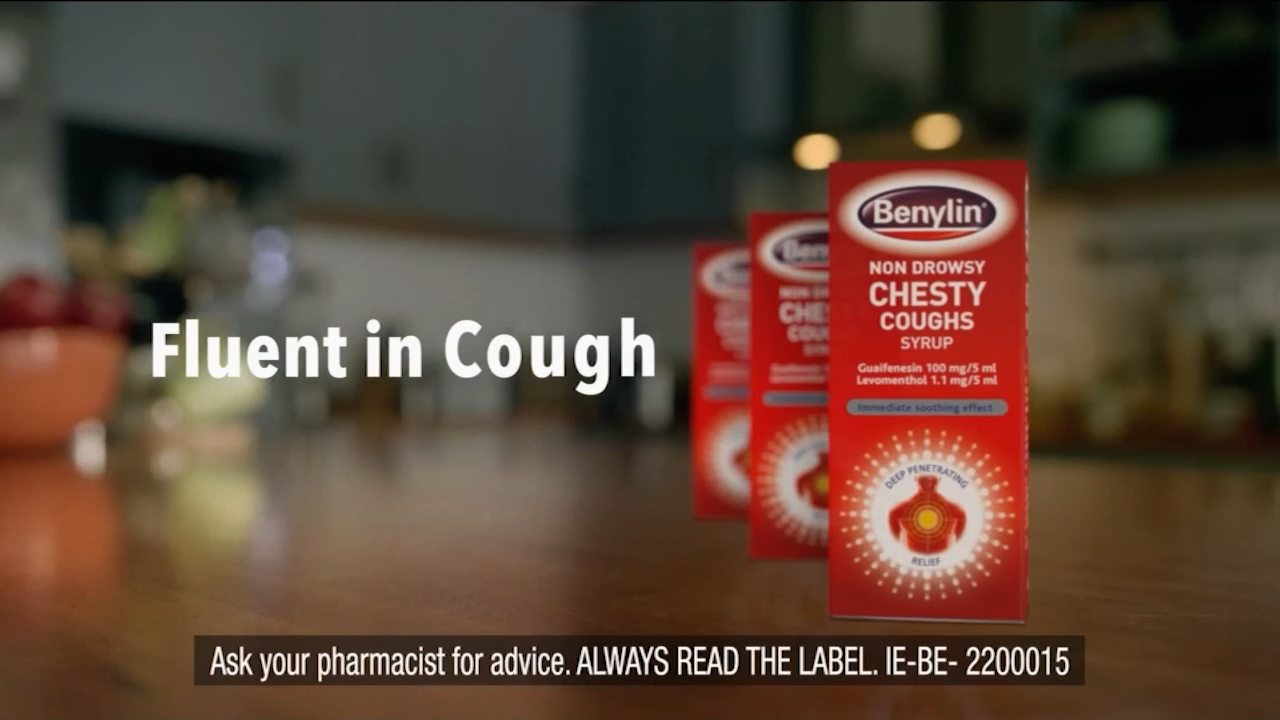 Fluent in Cough
Benylin®
NON DROWSY
CHESTY
COUGHS
SYRUP
Guaifenesin 100 mg/5 ml
Levomenthol 1.1 mg/5 ml
Immediate soothing effect
DEEP PENETRATING
RELIEF
Ask your pharmacist for advice. ALWAYS READ THE LABEL. IE-BE- 2200015